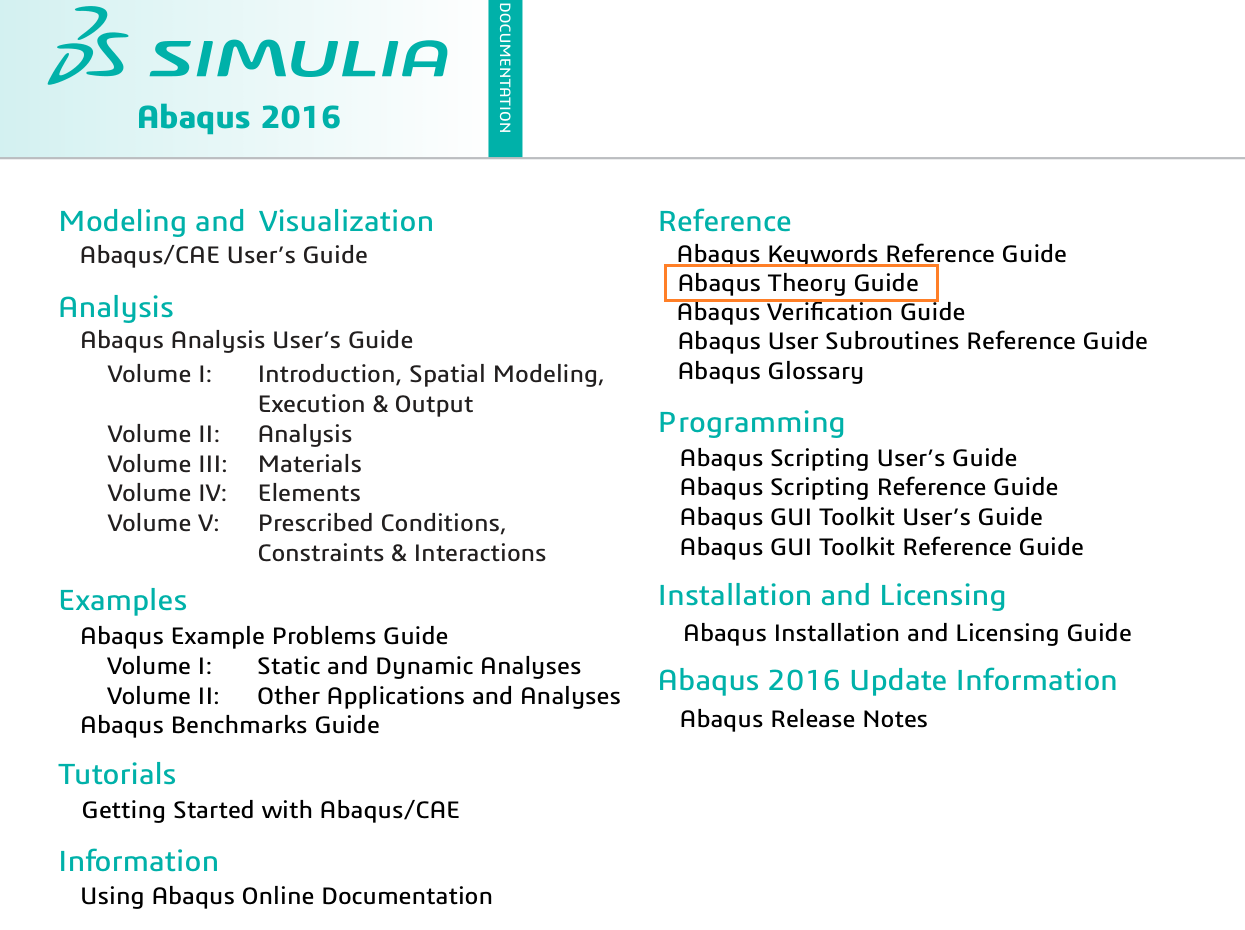 SIMULIA
Abaqus 2016
DOCUMENTATION
Modeling and Visualization
Abaqus/CAE User's Guide
Analysis
Abaqus Analysis User's Guide
Volume I: Introduction, Spatial Modeling,
Execution & Output
Volume II: Analysis
Volume III: Materials
Volume IV: Elements
Volume V: Prescribed Conditions,
Constraints & Interactions
Examples
Abaqus Example Problems Guide
Volume I: Static and Dynamic Analyses
Volume II: Other Applications and Analyses
Abaqus Benchmarks Guide
Tutorials
Getting Started with Abaqus/CAE
Information
Using Abaqus Online Documentation
Reference
Abaqus Keywords Reference Guide
Abaqus Theory Guide
Abaqus Verification Guide
Abaqus User Subroutines Reference Guide
Abaqus Glossary
Programming
Abaqus Scripting User's Guide
Abaqus Scripting Reference Guide
Abaqus GUI Toolkit User's Guide
Abaqus GUI Toolkit Reference Guide
Installation and Licensing
Abaqus Installation and Licensing Guide
Abaqus 2016 Update Information
Abaqus Release Notes